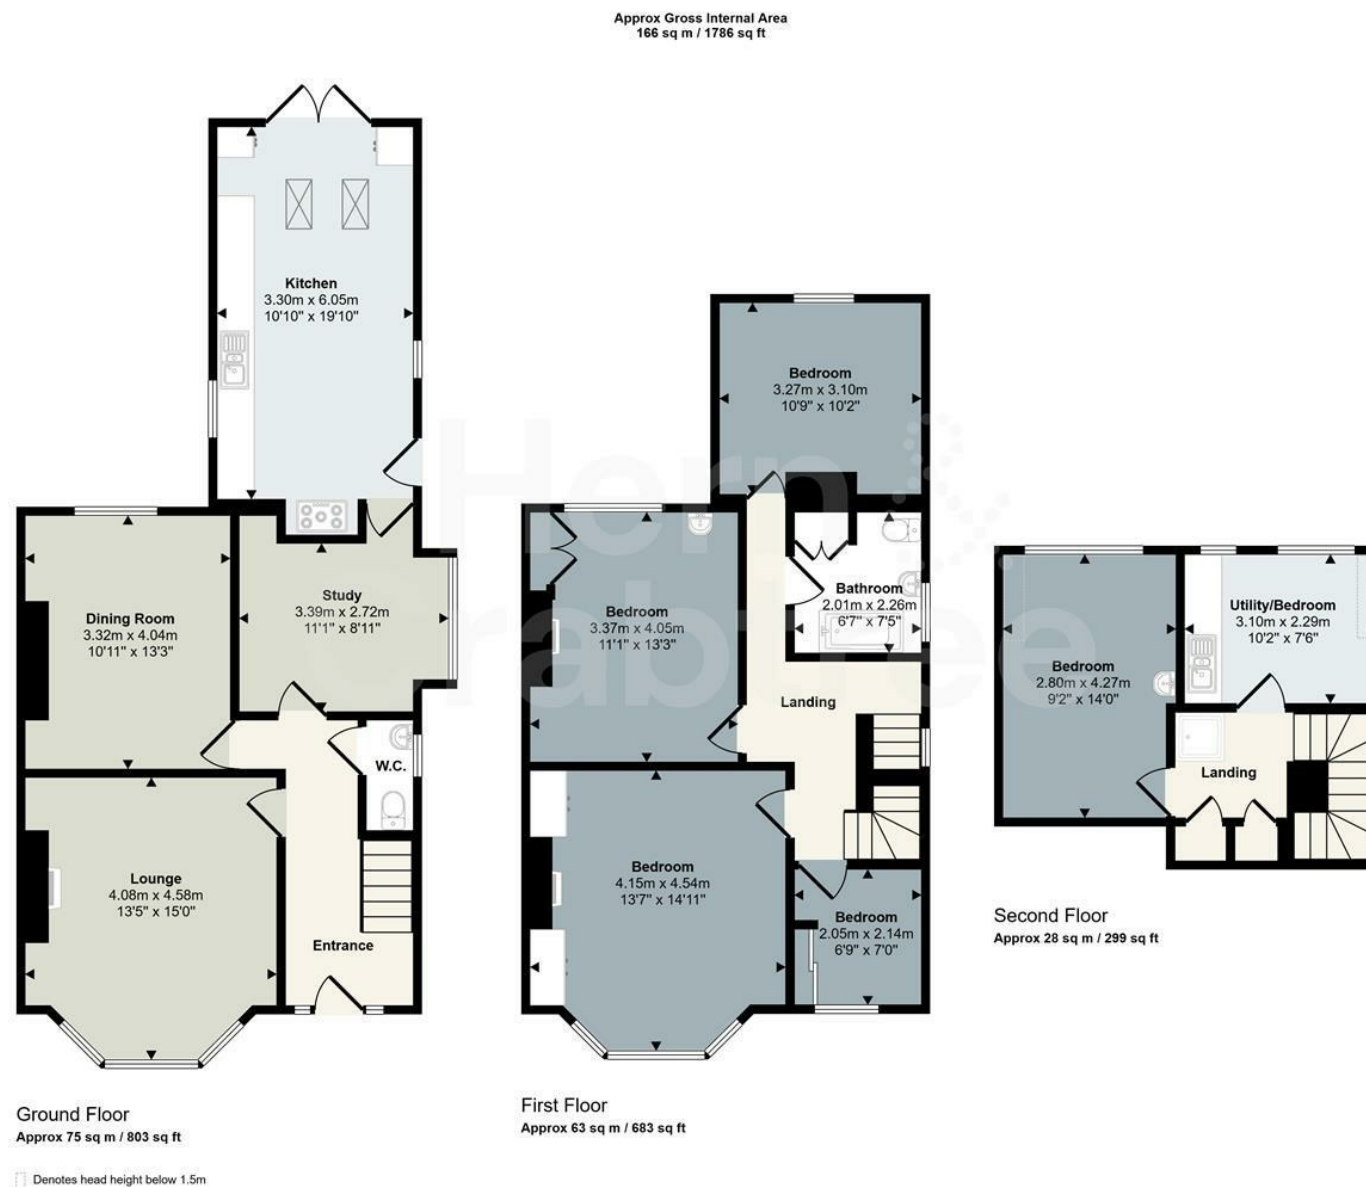 Approx Gross Internal Area
166 sq m / 1786 sq ft
Kitchen
3.30m x 6.05m
10'10" x 19'10"
Study
3.39m x 2.72m
11'1" x 8'11"
Dining Room
3.32m x 4.04m
10'11" x 13'3"
W.C.
Lounge
4.08m x 4.58m
13'5" x 15'0"
Entrance
Ground Floor
Approx 75 sq m / 803 sq ft
Denotes head height below 1.5m
Bedroom
3.27m x 3.10m
10'9" x 10'2"
Bedroom
3.37m x 4.05m
11'1" x 13'3"
Bathroom
2.01m x 2.26m
6'7" x 7'5"
Landing
Bedroom
4.15m x 4.54m
13'7" x 14'11"
Bedroom
2.05m x 2.14m
6'9" x 7'0"
First Floor
Approx 63 sq m / 683 sq ft
Bedroom
2.80m x 4.27m
9'2" x 14'0"
Utility/Bedroom
3.10m x 2.29m
10'2" x 7'6"
Landing
Second Floor
Approx 28 sq m / 299 sq ft
Horn &
Crabtree